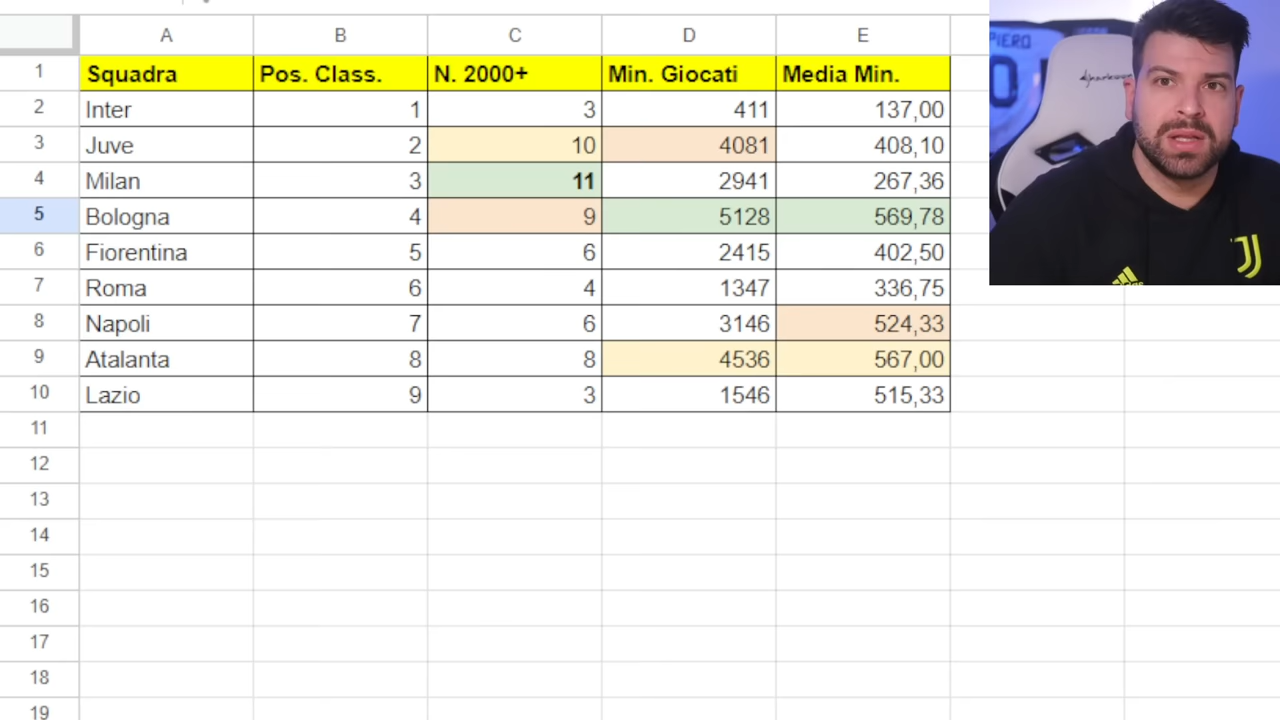 A B C D E
1 Squadra Pos. Class. N. 2000+ Min. Giocati Media Min.
2 Inter 1 3 411 137,00
3 Juve 2 10 4081 408,10
4 Milan 3 11 2941 267,36
5 Bologna 4 9 5128 569,78
6 Fiorentina 5 6 2415 402,50
7 Roma 6 4 1347 336,75
8 Napoli 7 6 3146 524,33
9 Atalanta 8 8 4536 567,00
10 Lazio 9 3 1546 515,33
11
12
13
14
15
16
17
18
19
PIERO
adidas